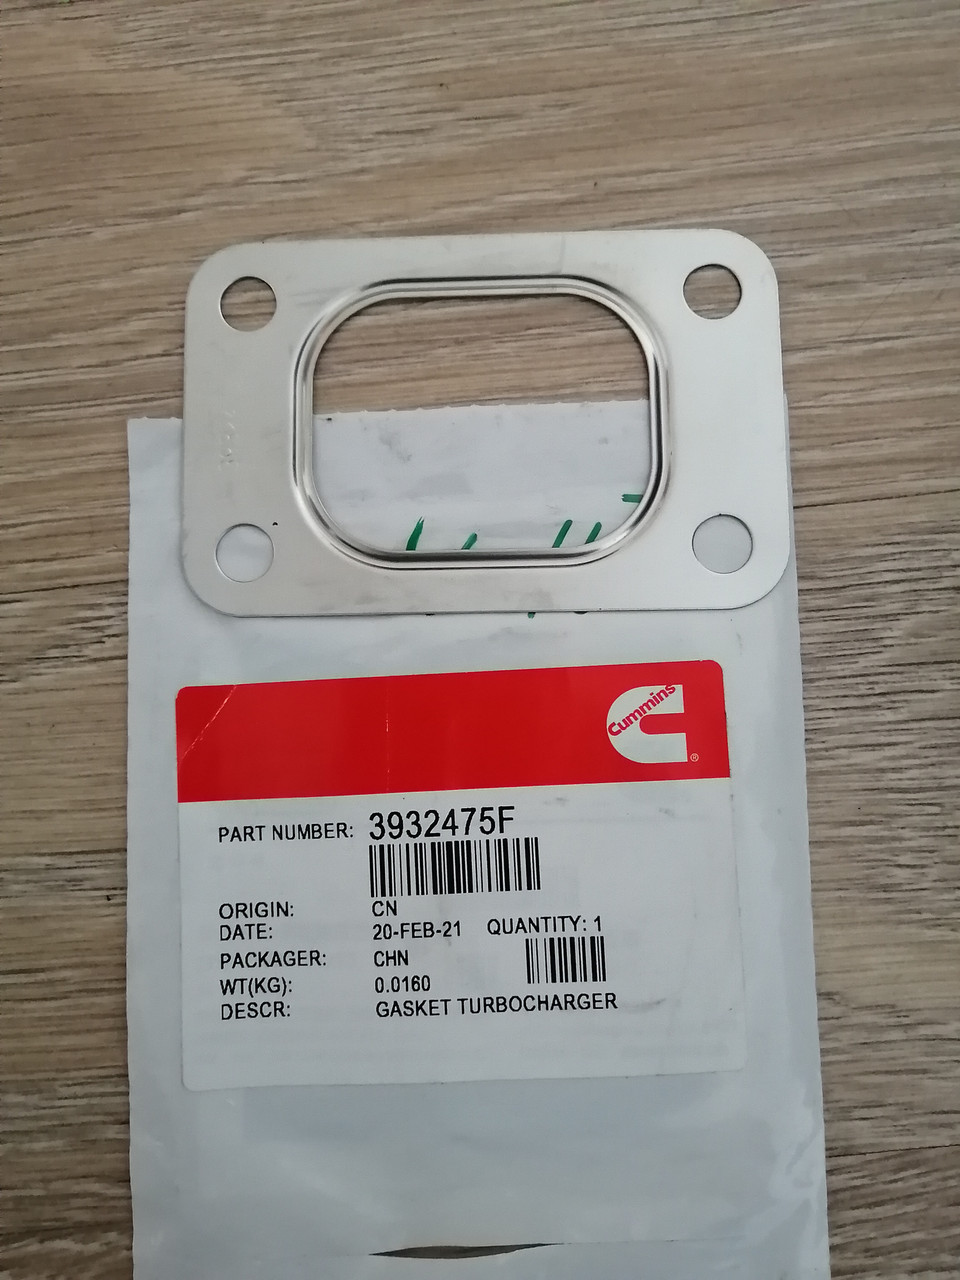 Cummins
®
PART NUMBER: 3932475F
ORIGIN: CN
DATE: 20-FEB-21 QUANTITY: 1
PACKAGER: CHN
WT(KG): 0.0160
DESCR: GASKET TURBOCHARGER